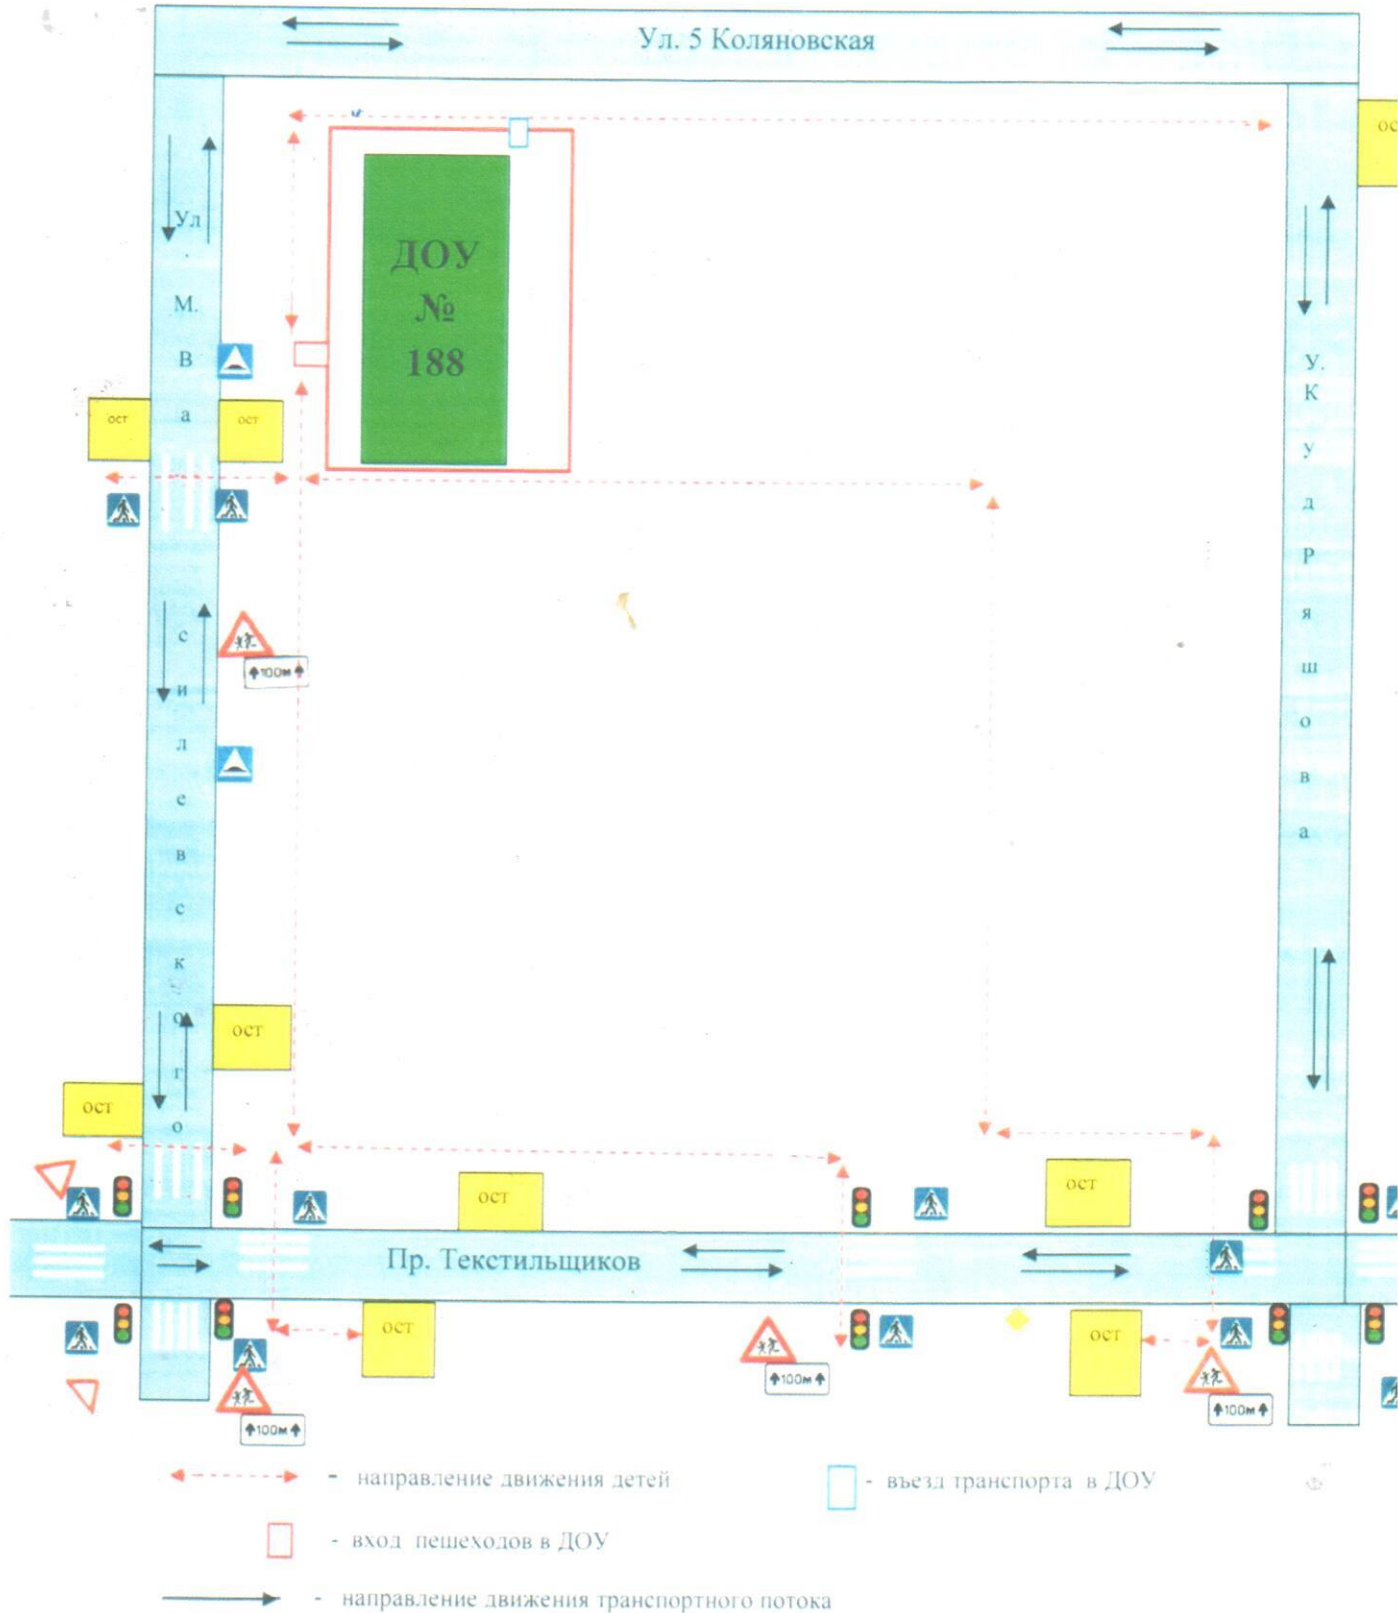 Ул. 5 Коляновская
ост
Ул
М.
В
а
с
и
л
е
в
с
к
о
г
о
ДОУ
№
188
У.
К
у
д
Р
я
ш
о
в
а
ост
ост
100м
ост
ост
ост
ост
Пр. Текстильщиков
ост
ост
100м
100м
100м
- направление движения детей
- въезд транспорта в ДОУ
- вход пешеходов в ДОУ
- направление движения транспортного потока